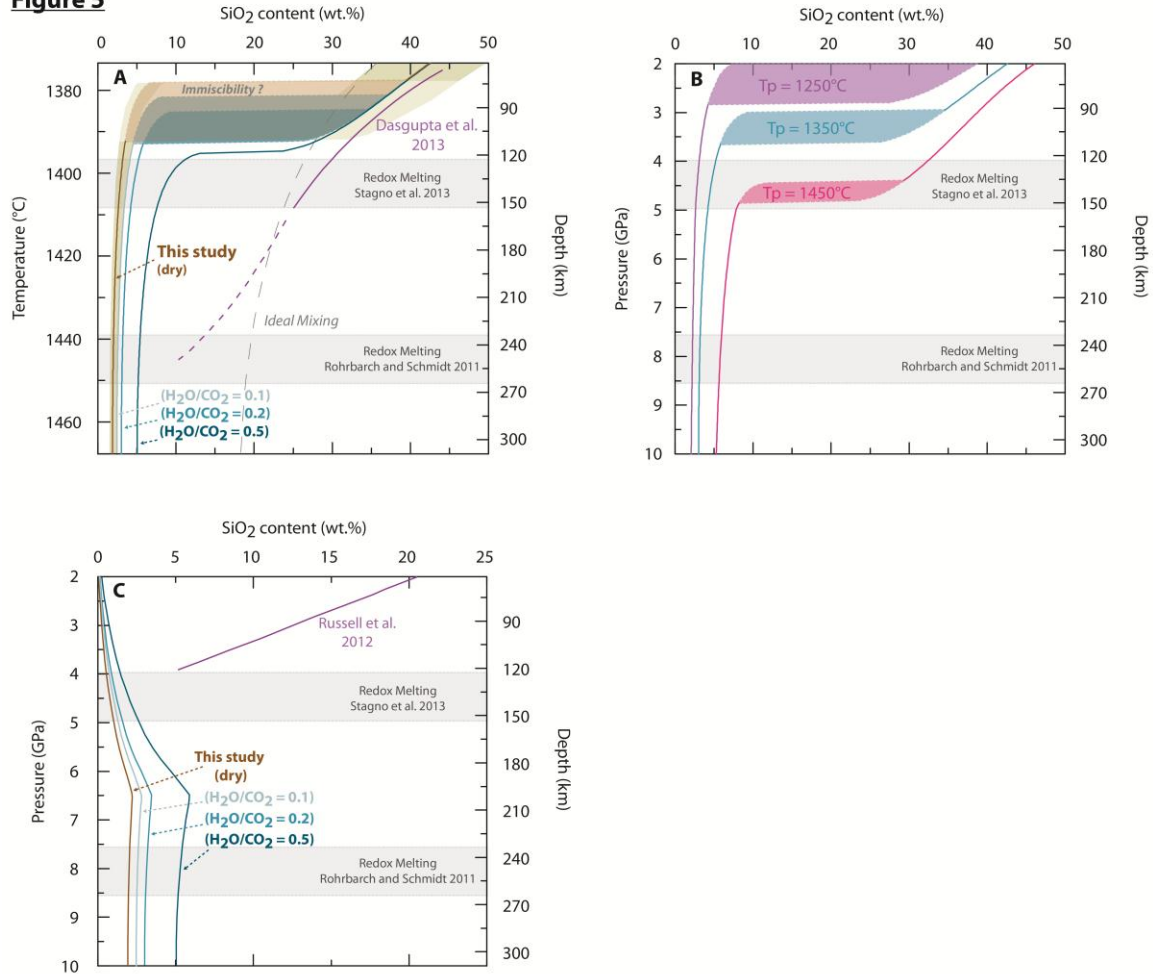 Figure 5
SiO2 content (wt.%)
0 10 20 30 40 50
A
Immiscibility ?
Dasgupta et al.
2013
Redox Melting
Stagno et al. 2013
This study
(dry)
Ideal Mixing
Redox Melting
Rohrbarch and Schmidt 2011
(H2O/CO2 = 0.1)
(H2O/CO2 = 0.2)
(H2O/CO2 = 0.5)
Temperature (°C)
1380
1400
1420
1440
1460
Depth (km)
90
120
150
180
210
240
270
300
SiO2 content (wt.%)
0 10 20 30 40 50
B
Tp = 1250°C
Tp = 1350°C
Redox Melting
Stagno et al. 2013
Tp = 1450°C
Redox Melting
Rohrbarch and Schmidt 2011
Pressure (GPa)
2
3
4
5
6
7
8
9
10
Depth (km)
90
120
150
180
210
240
270
300
SiO2 content (wt.%)
0 5 10 15 20 25
C
Russell et al.
2012
Redox Melting
Stagno et al. 2013
This study
(dry)
(H2O/CO2 = 0.1)
(H2O/CO2 = 0.2)
(H2O/CO2 = 0.5)
Redox Melting
Rohrbarch and Schmidt 2011
Pressure (GPa)
2
3
4
5
6
7
8
9
10
Depth (km)
90
120
150
180
210
240
270
300